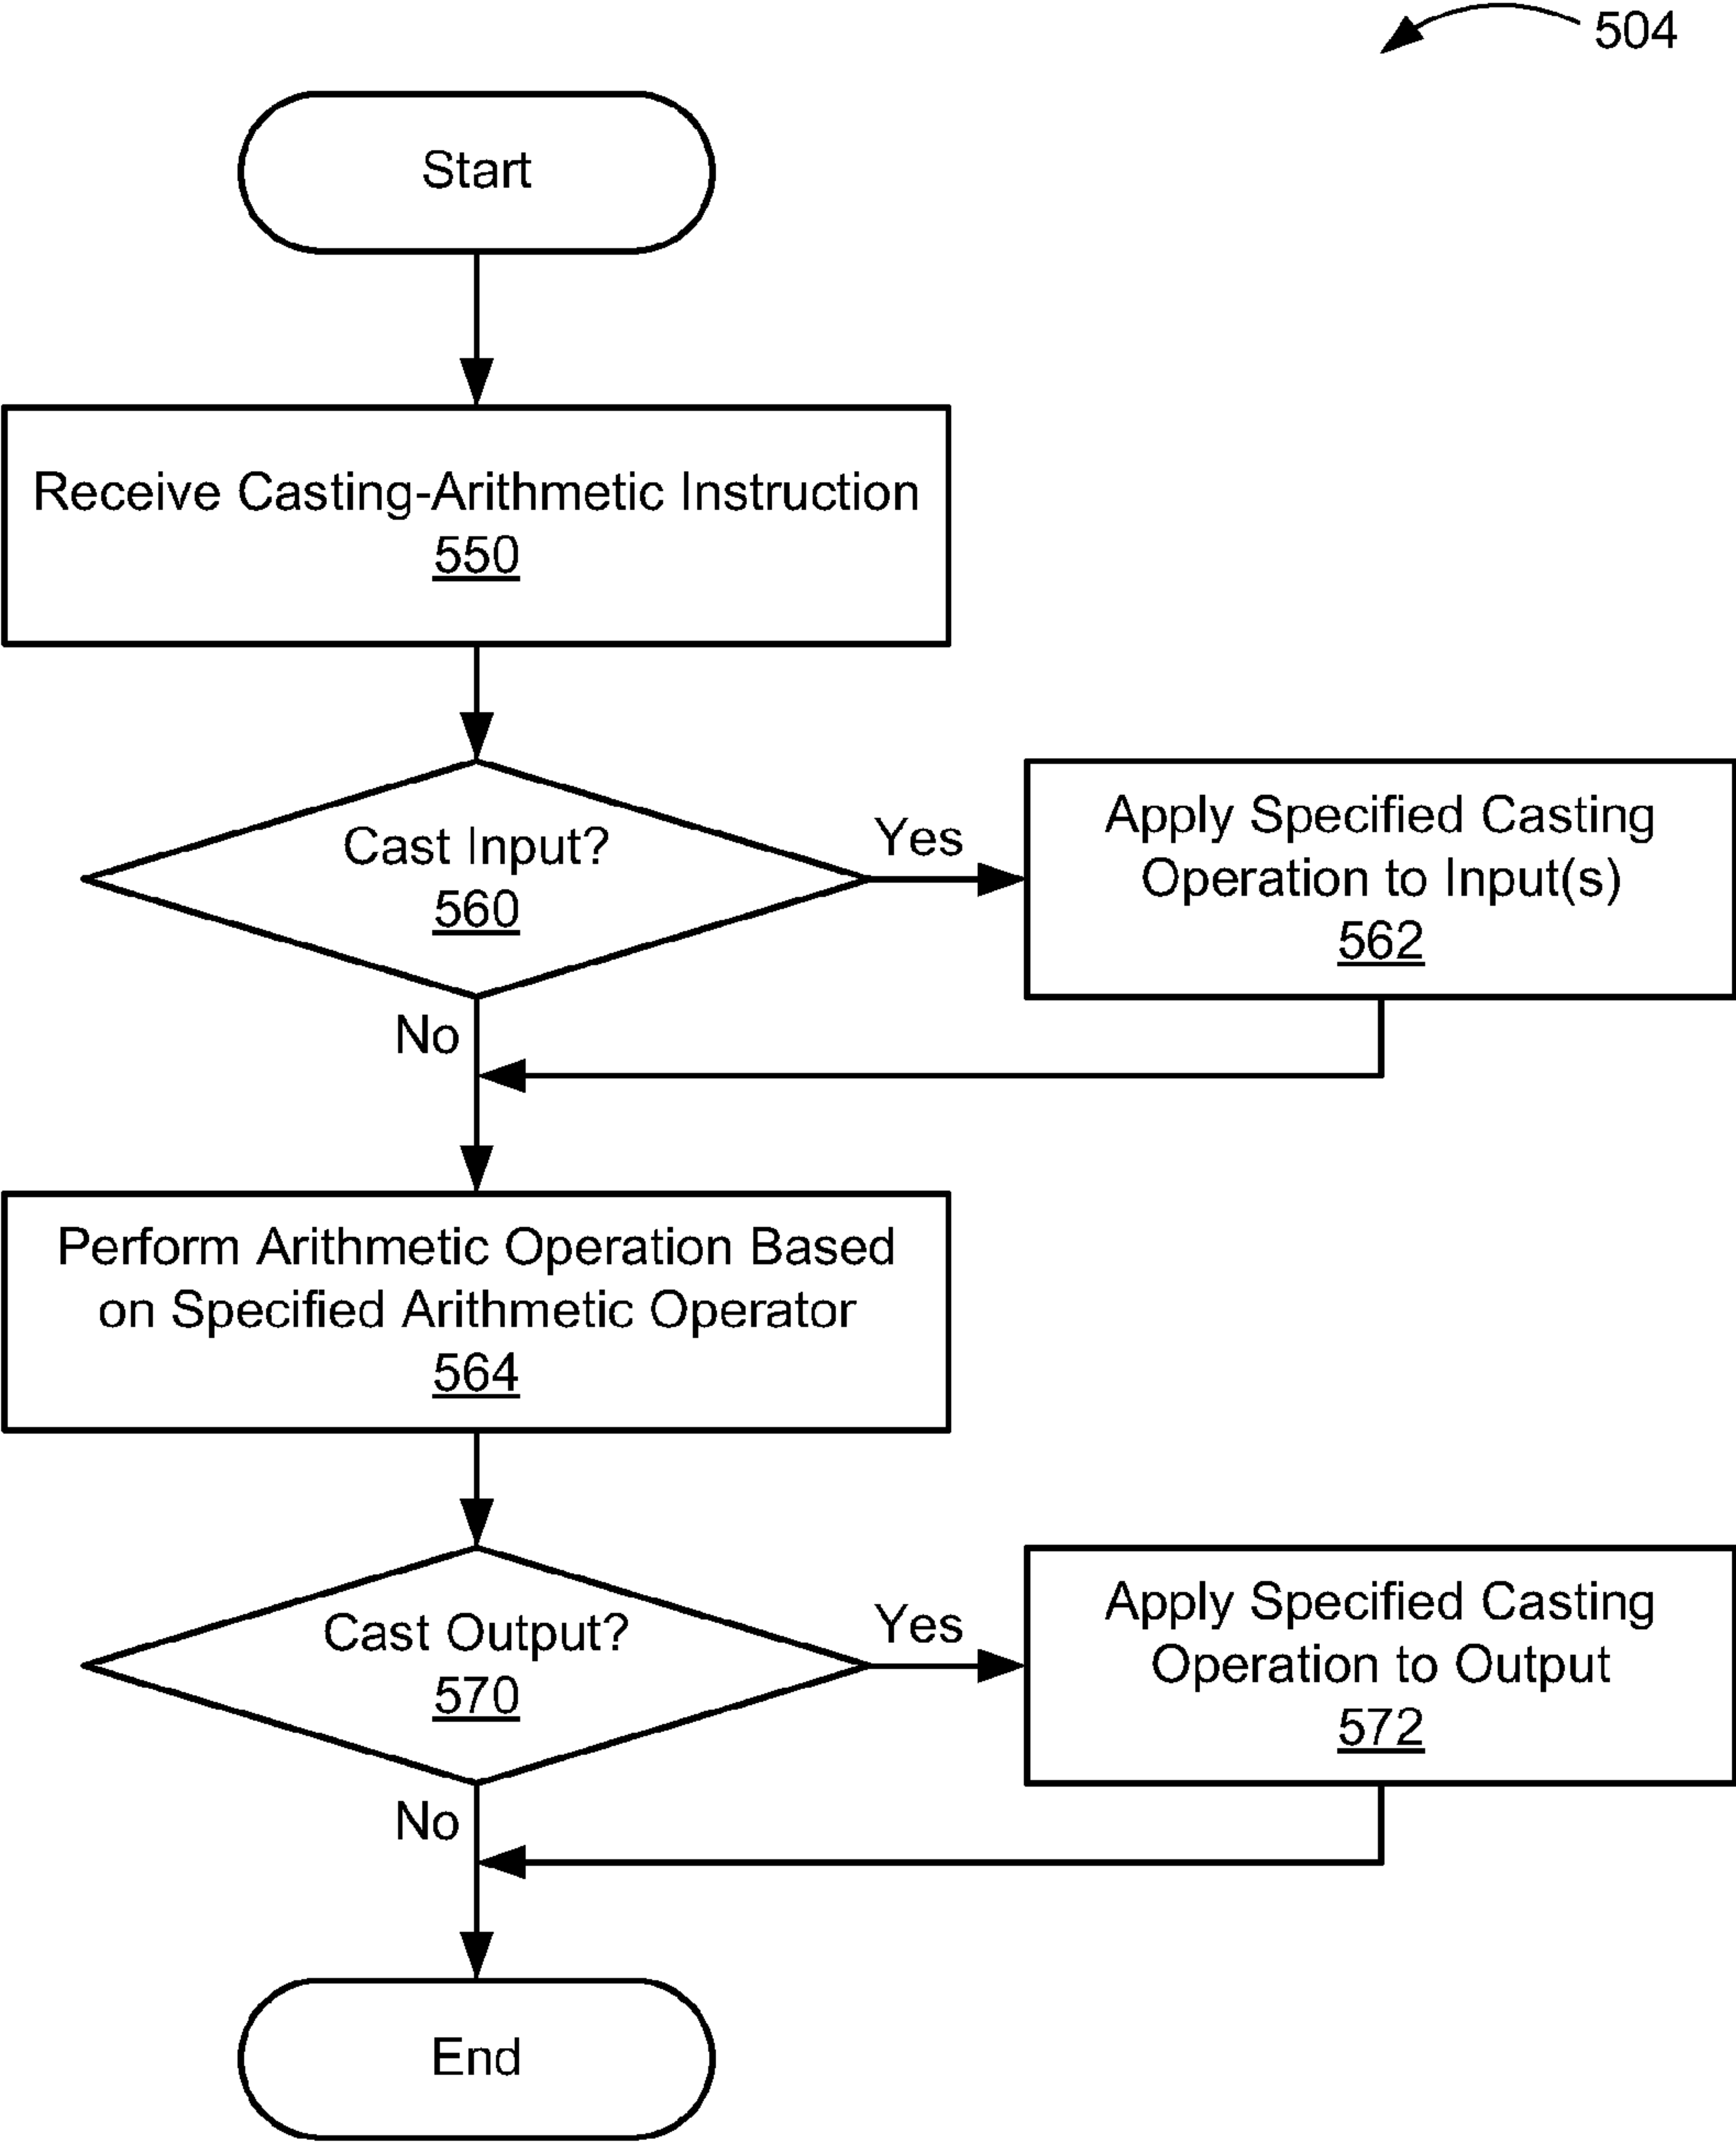 504
Start
Receive Casting-Arithmetic Instruction
550
Cast Input?
560
Yes
Apply Specified Casting
Operation to Input(s)
562
No
Perform Arithmetic Operation Based
on Specified Arithmetic Operator
564
Cast Output?
570
Yes
Apply Specified Casting
Operation to Output
572
No
End